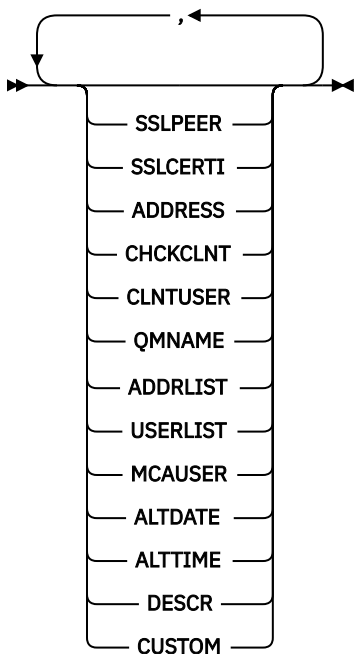 ,
SSLPEER
SSLCERTI
ADDRESS
CHCKCLNT
CLNTUSER
QMNAME
ADDRLIST
USERLIST
MCAUSER
ALTDATE
ALTTIME
DESCR
CUSTOM